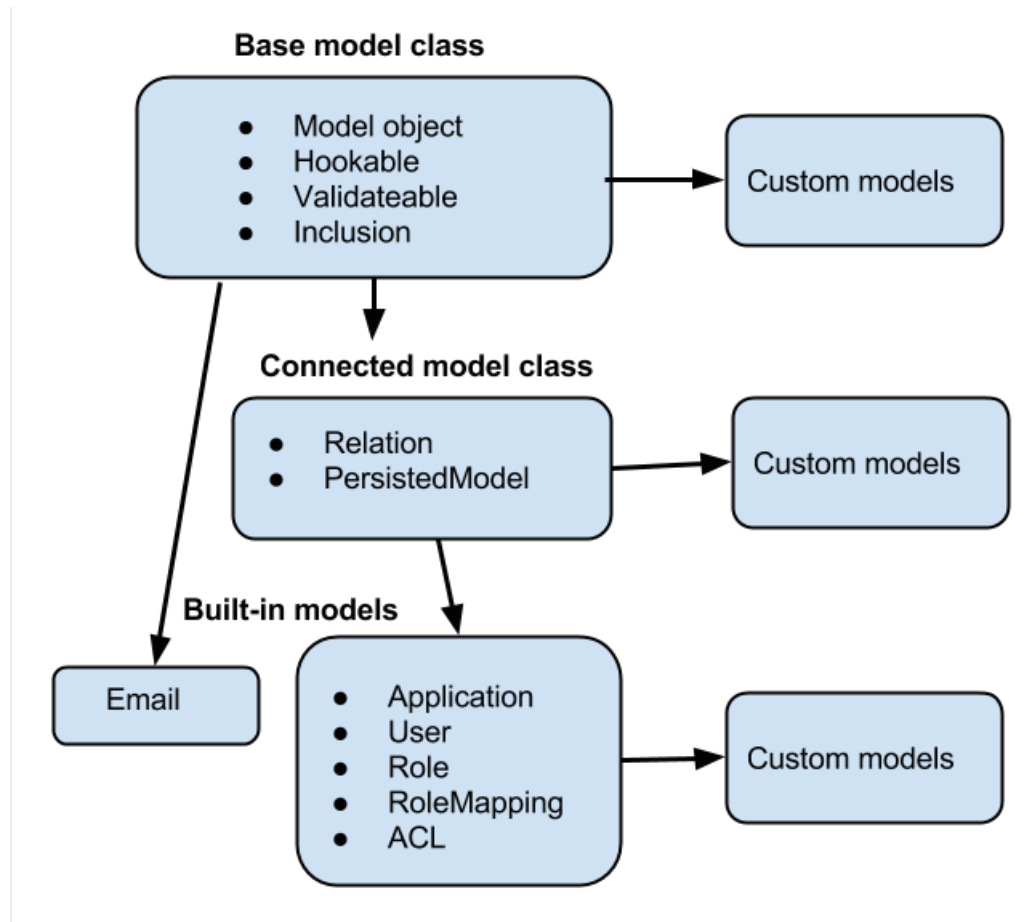 Base model class
● Model object
● Hookable
● Validateable
● Inclusion
Custom models
Connected model class
● Relation
● PersistedModel
Custom models
Built-in models
Email
● Application
● User
● Role
● RoleMapping
● ACL
Custom models